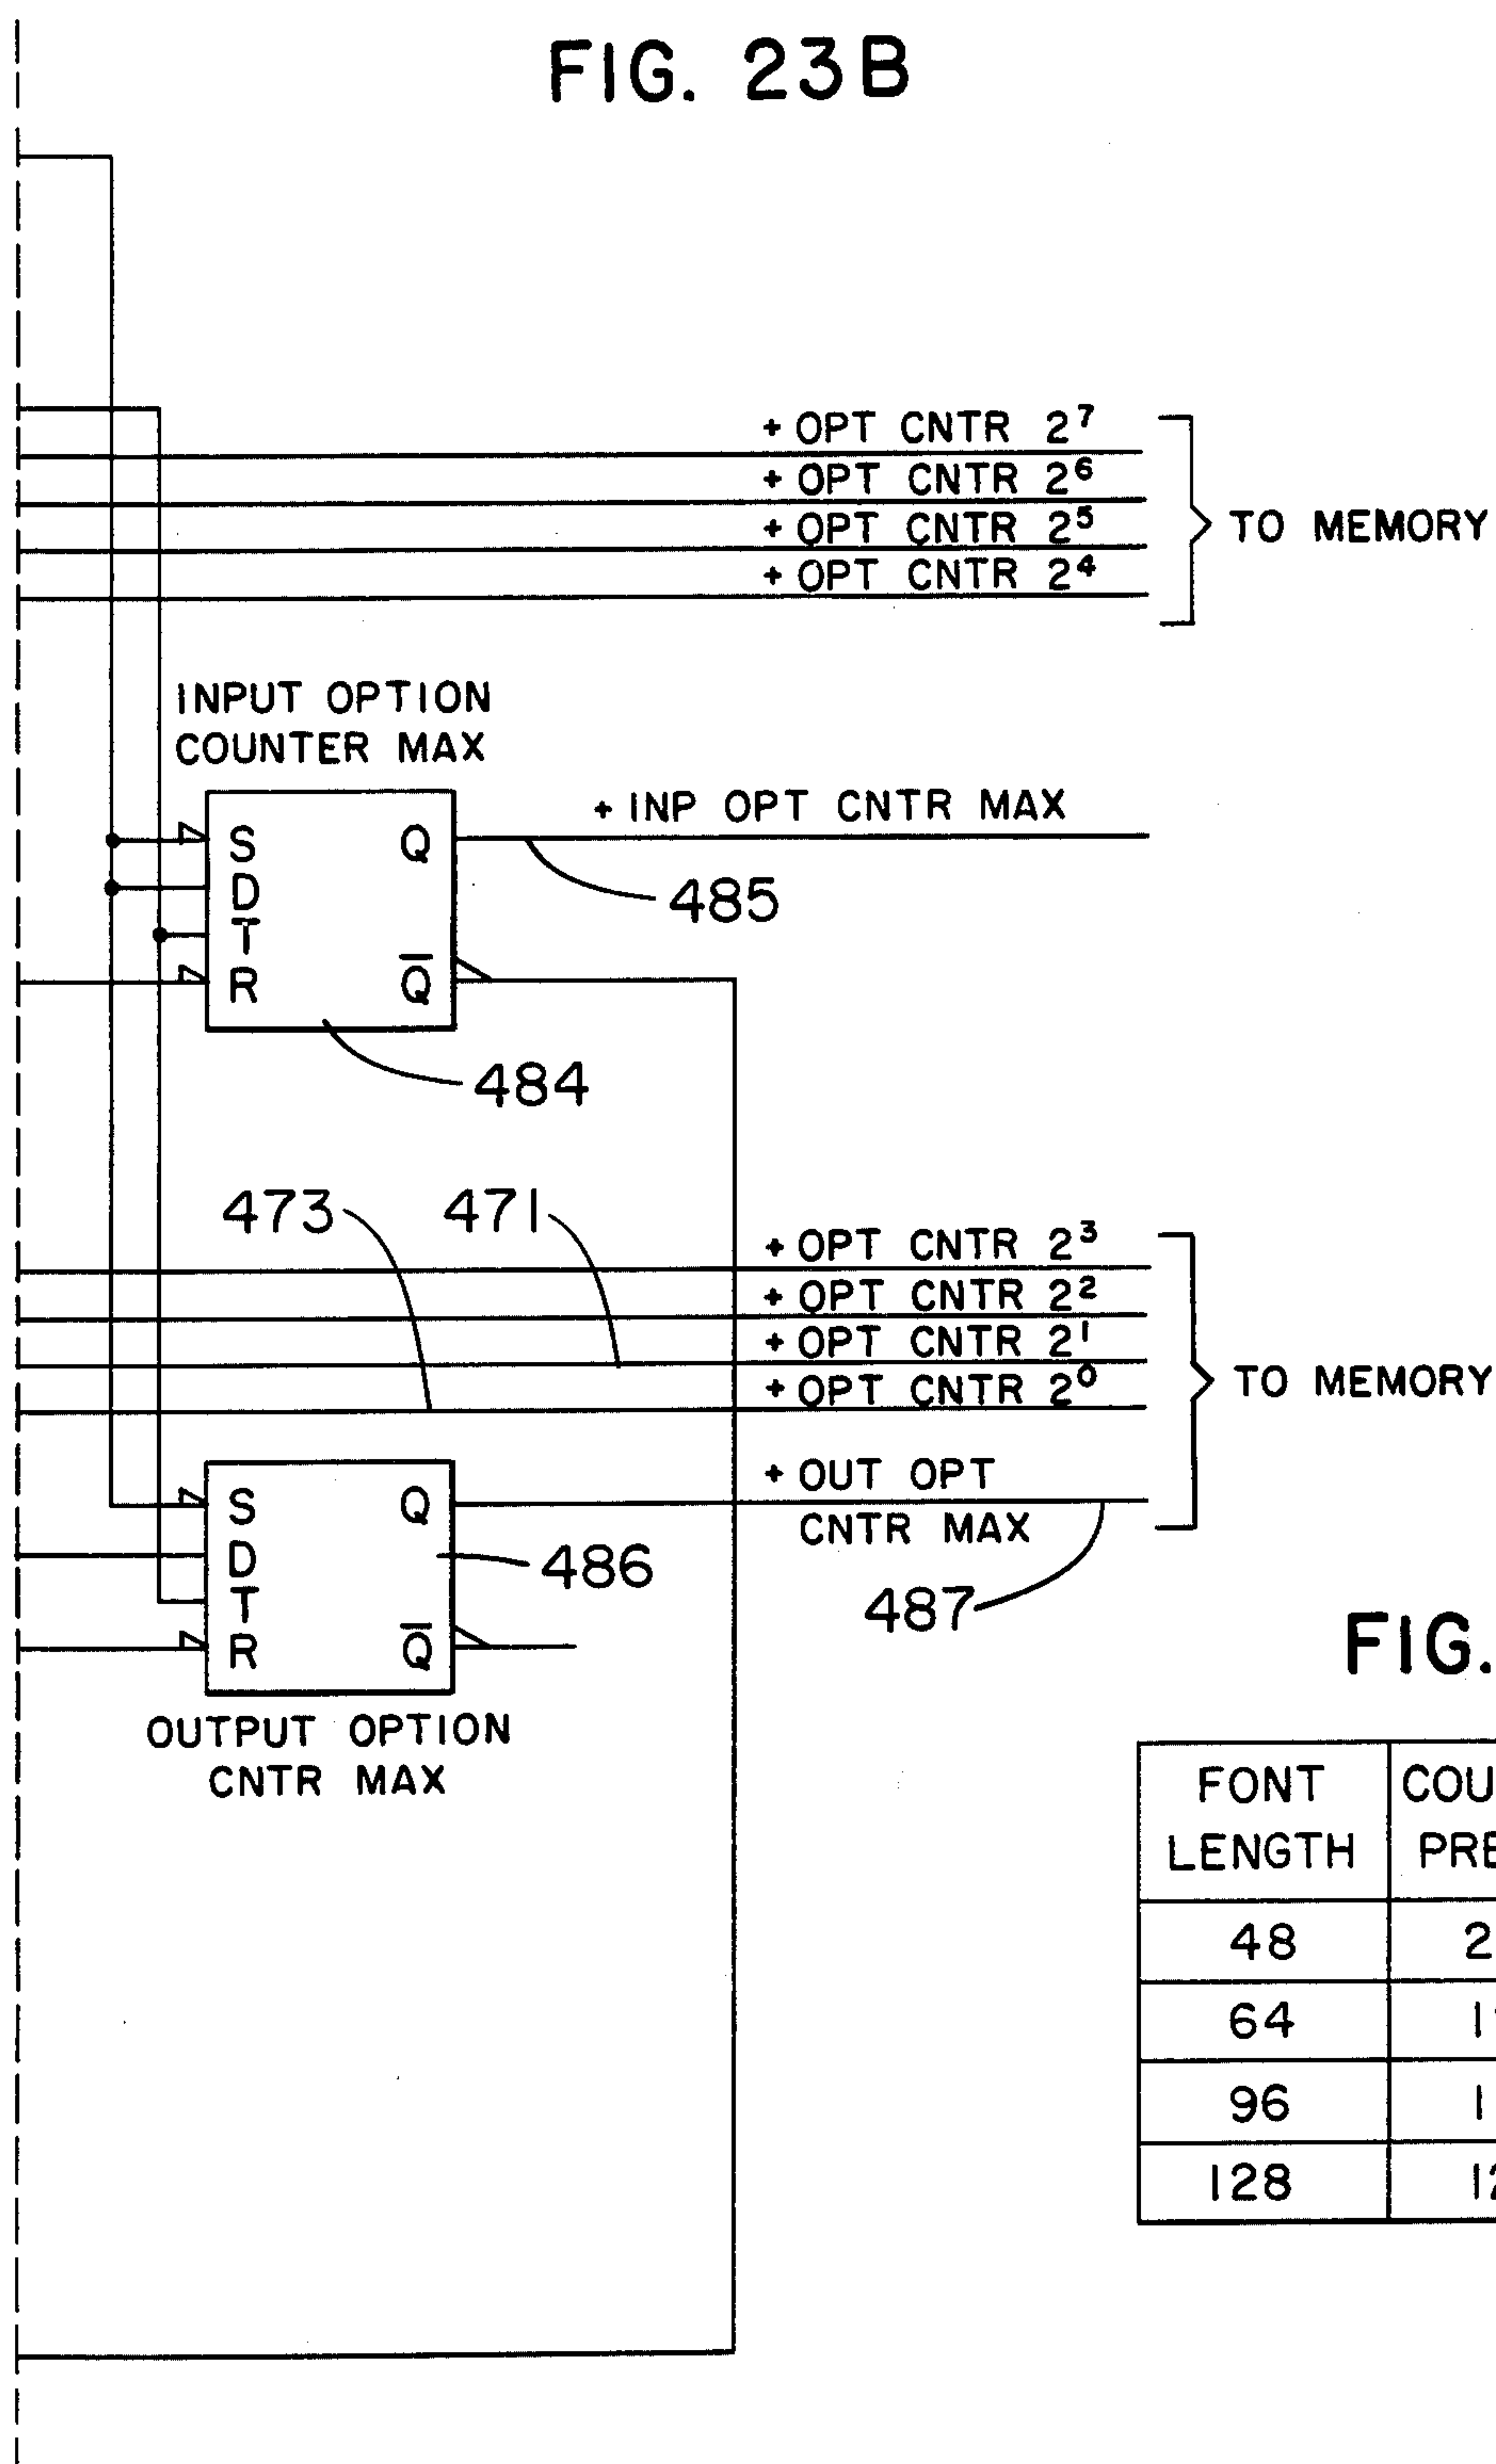 FIG. 23B
+ OPT CNTR 2⁷
+ OPT CNTR 2⁶
+ OPT CNTR 2⁵
+ OPT CNTR 2⁴
TO MEMORY
INPUT OPTION
COUNTER MAX
+ INP OPT CNTR MAX
S Q
D
T
R Q̅
485
484
473 471
+ OPT CNTR 2³
+ OPT CNTR 2²
+ OPT CNTR 2¹
+ OPT CNTR 2⁰
TO MEMORY
+ OUT OPT
CNTR MAX
S Q
D
T
R Q̅
486
487
OUTPUT OPTION
CNTR MAX
FIG.
FONT
LENGTH
48
64
96
128